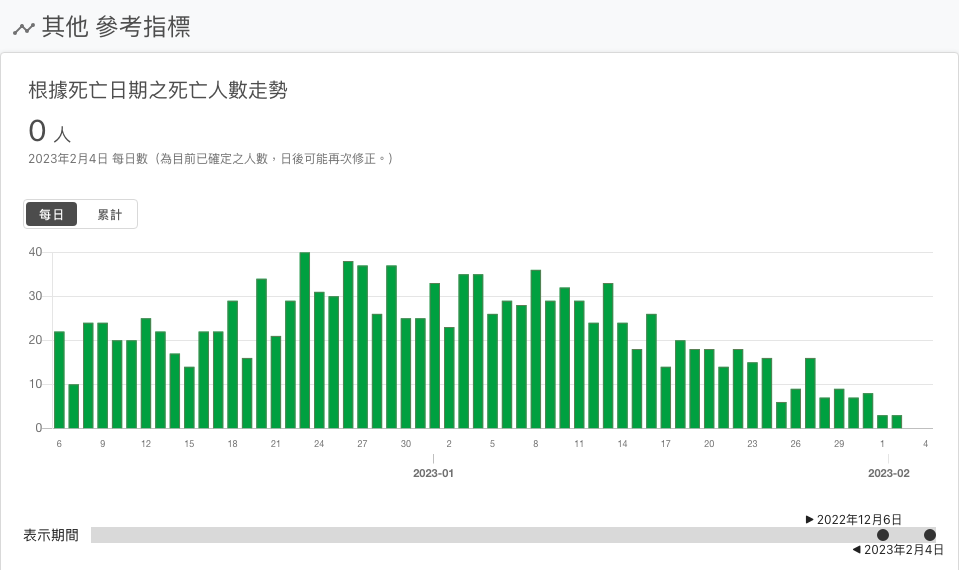 其他 參考指標
根據死亡日期之死亡人數走勢
0 人
2023年2月4日 每日數（為目前已確定之人數，日後可能再次修正。）
每日 累計
40
30
20
10
0
6 9 12 15 18 21 24 27 30 2 5 8 11 14 17 20 23 26 29 1 4
2023-01 2023-02
▶ 2022年12月6日
表示期間
◀ 2023年2月4日